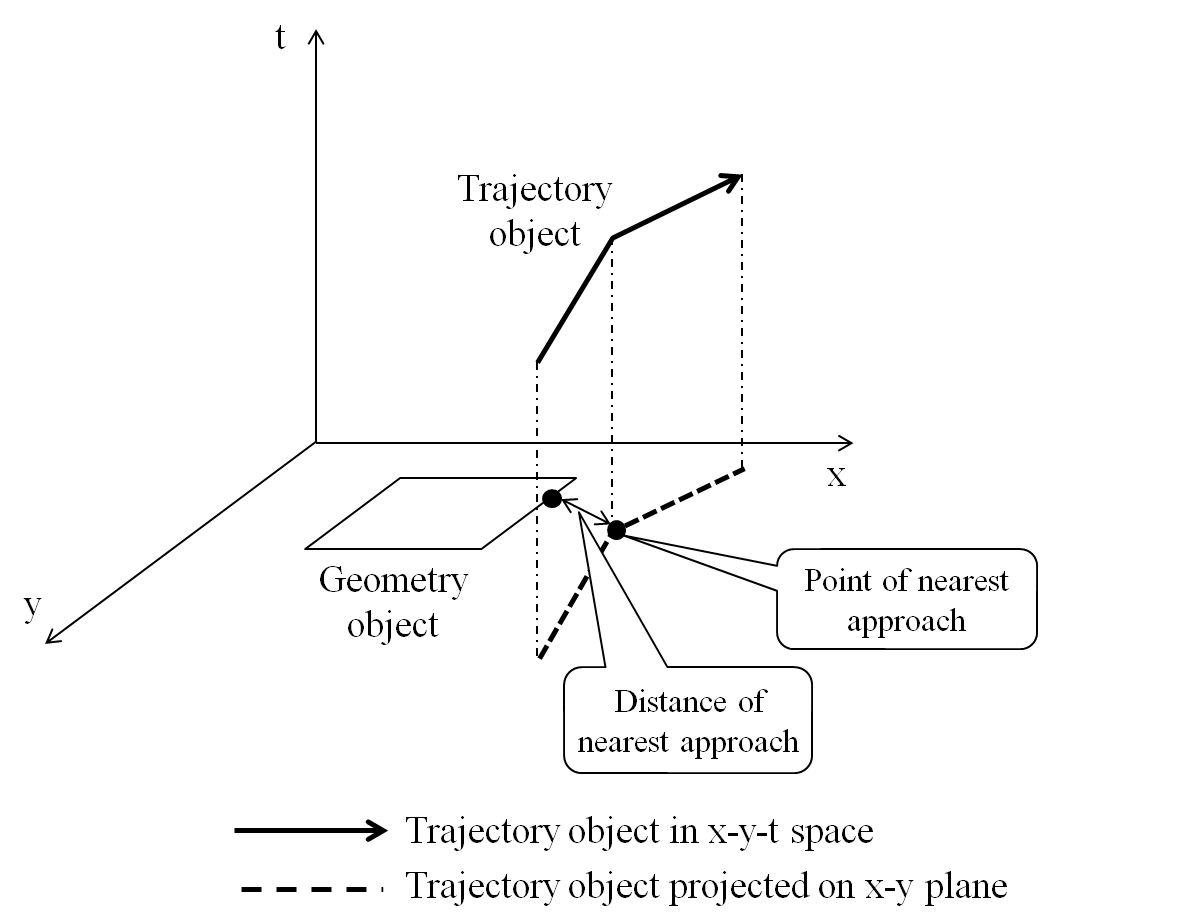 t
Trajectory
object
x
Geometry
object
y
Point of nearest
approach
Distance of
nearest approach
Trajectory object in x-y-t space
Trajectory object projected on x-y plane